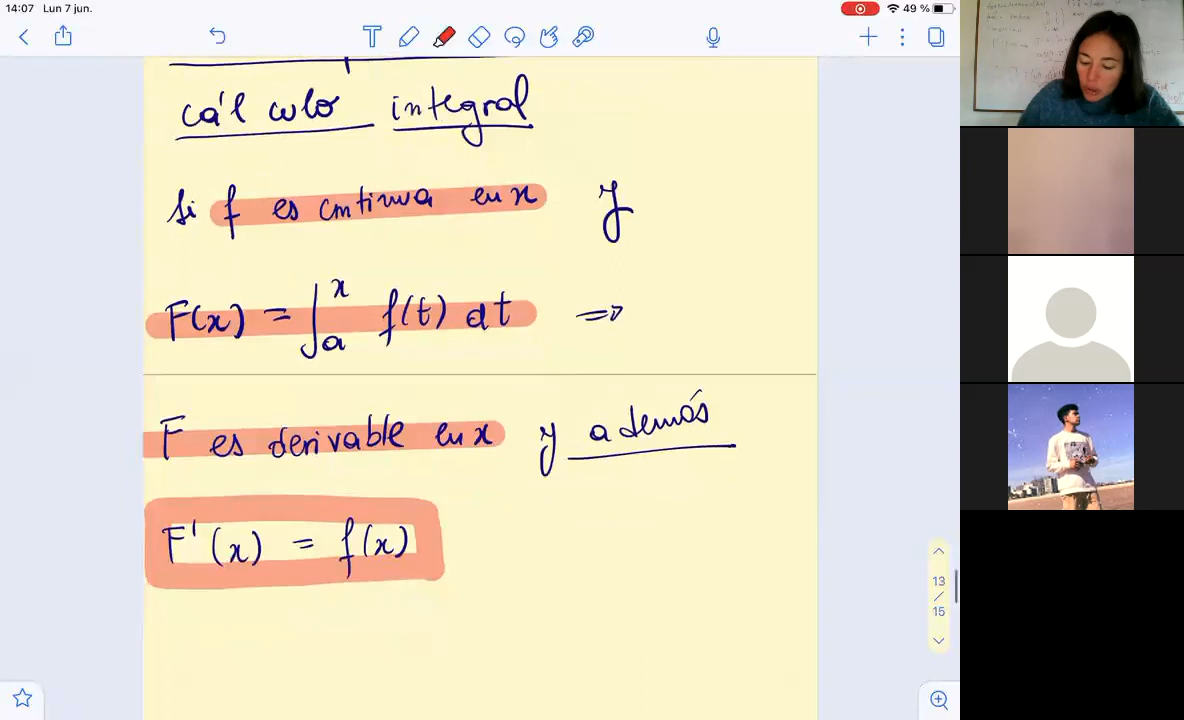 14:07 Lun 7 jun.
49 %
cálculo integral
Si f es continua en x y
F(x) = ∫ₐˣ f(t) dt ⇒
F es derivable en x y además
F'(x) = f(x)
13
/
15